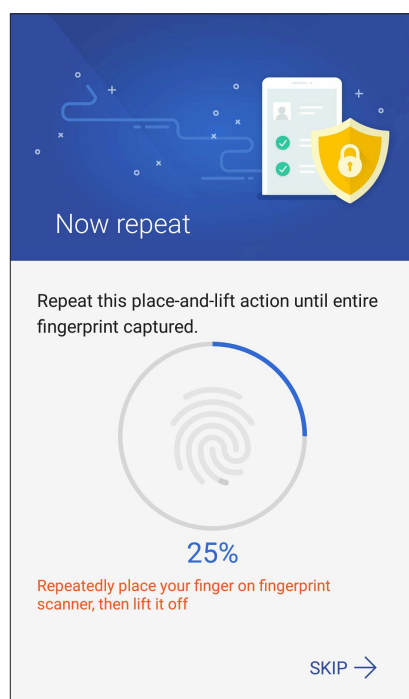 Now repeat
Repeat this place-and-lift action until entire
fingerprint captured.
25%
Repeatedly place your finger on fingerprint
scanner, then lift it off
SKIP